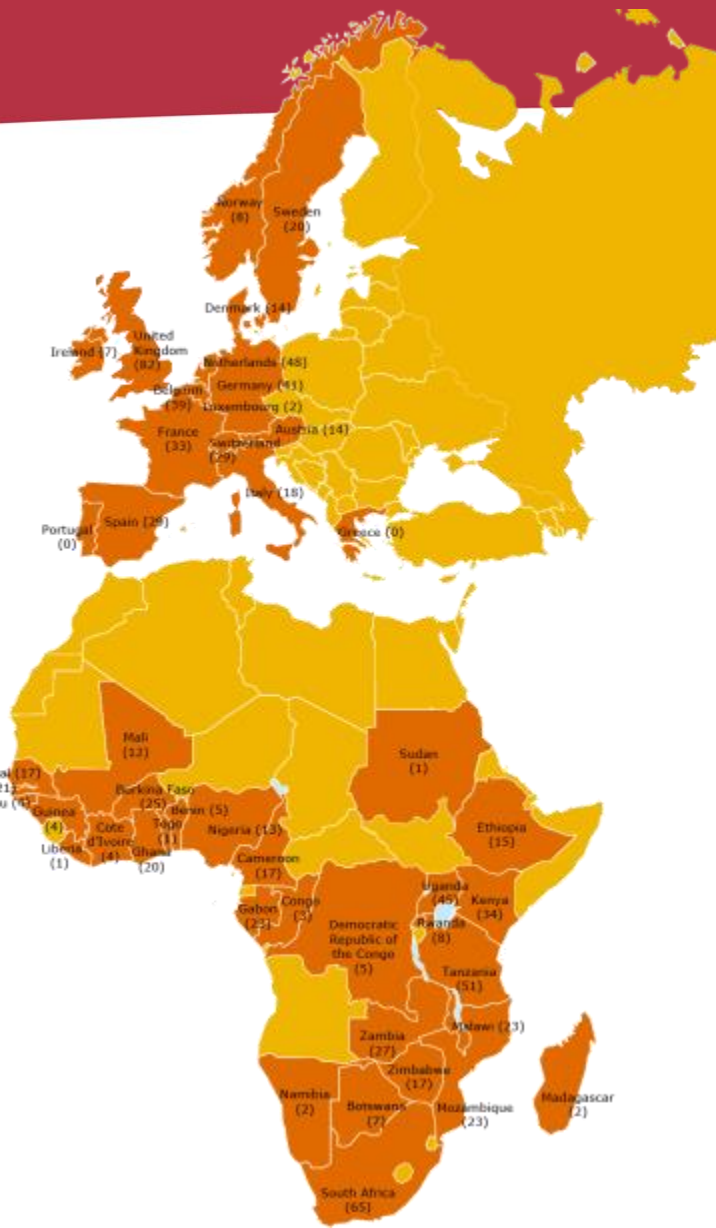 Norway
(8)
Sweden
(20)
Denmark (14)
Ireland (7)
United
Kingdom
(82)
Netherlands (48)
Belgium
(59)
Germany (41)
Luxembourg (2)
France
(33)
Austria (14)
Switzerland
Italy (18)
Portugal
(0)
Spain (29)
Greece (0)
Mali
(12)
Sudan
(1)
(17)
Burkina Faso
(25)
Guinea
(4)
Benin (5)
Togo
(1)
Cote
d'Ivoire
(4)
Liberia
(1)
Ghana
(20)
Nigeria (13)
Ethiopia
(15)
Cameroon
(17)
Uganda
(45)
Kenya
(34)
Gabon
(23)
Congo
(3)
Democratic
Republic of
the Congo
(5)
Rwanda
(8)
Tanzania
(51)
Malawi (23)
Zambia
(27)
Zimbabwe
(17)
Namibia
(2)
Botswana
(7)
Mozambique
(23)
Madagascar
(2)
South Africa
(65)